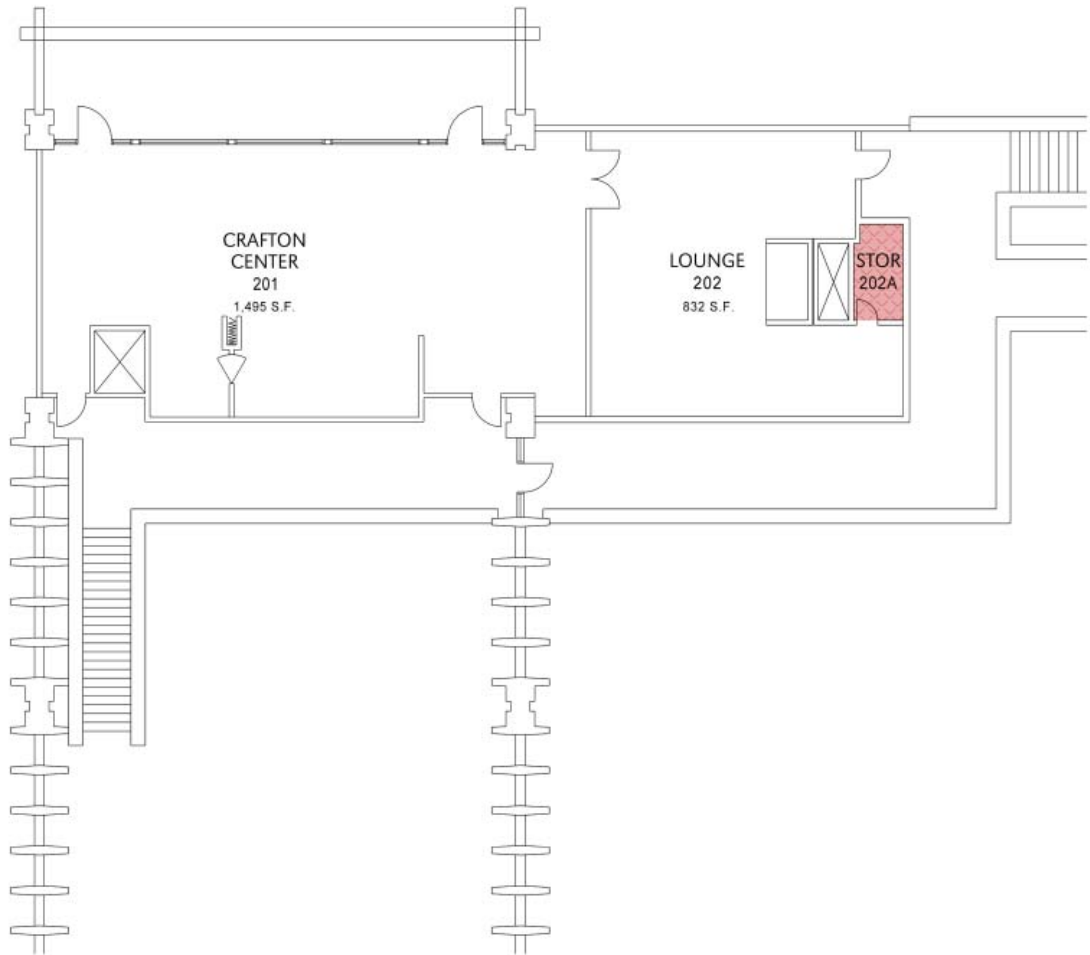 CRAFTON
CENTER
201
1,495 S.F.
LOUNGE
202
832 S.F.
STOR
202A